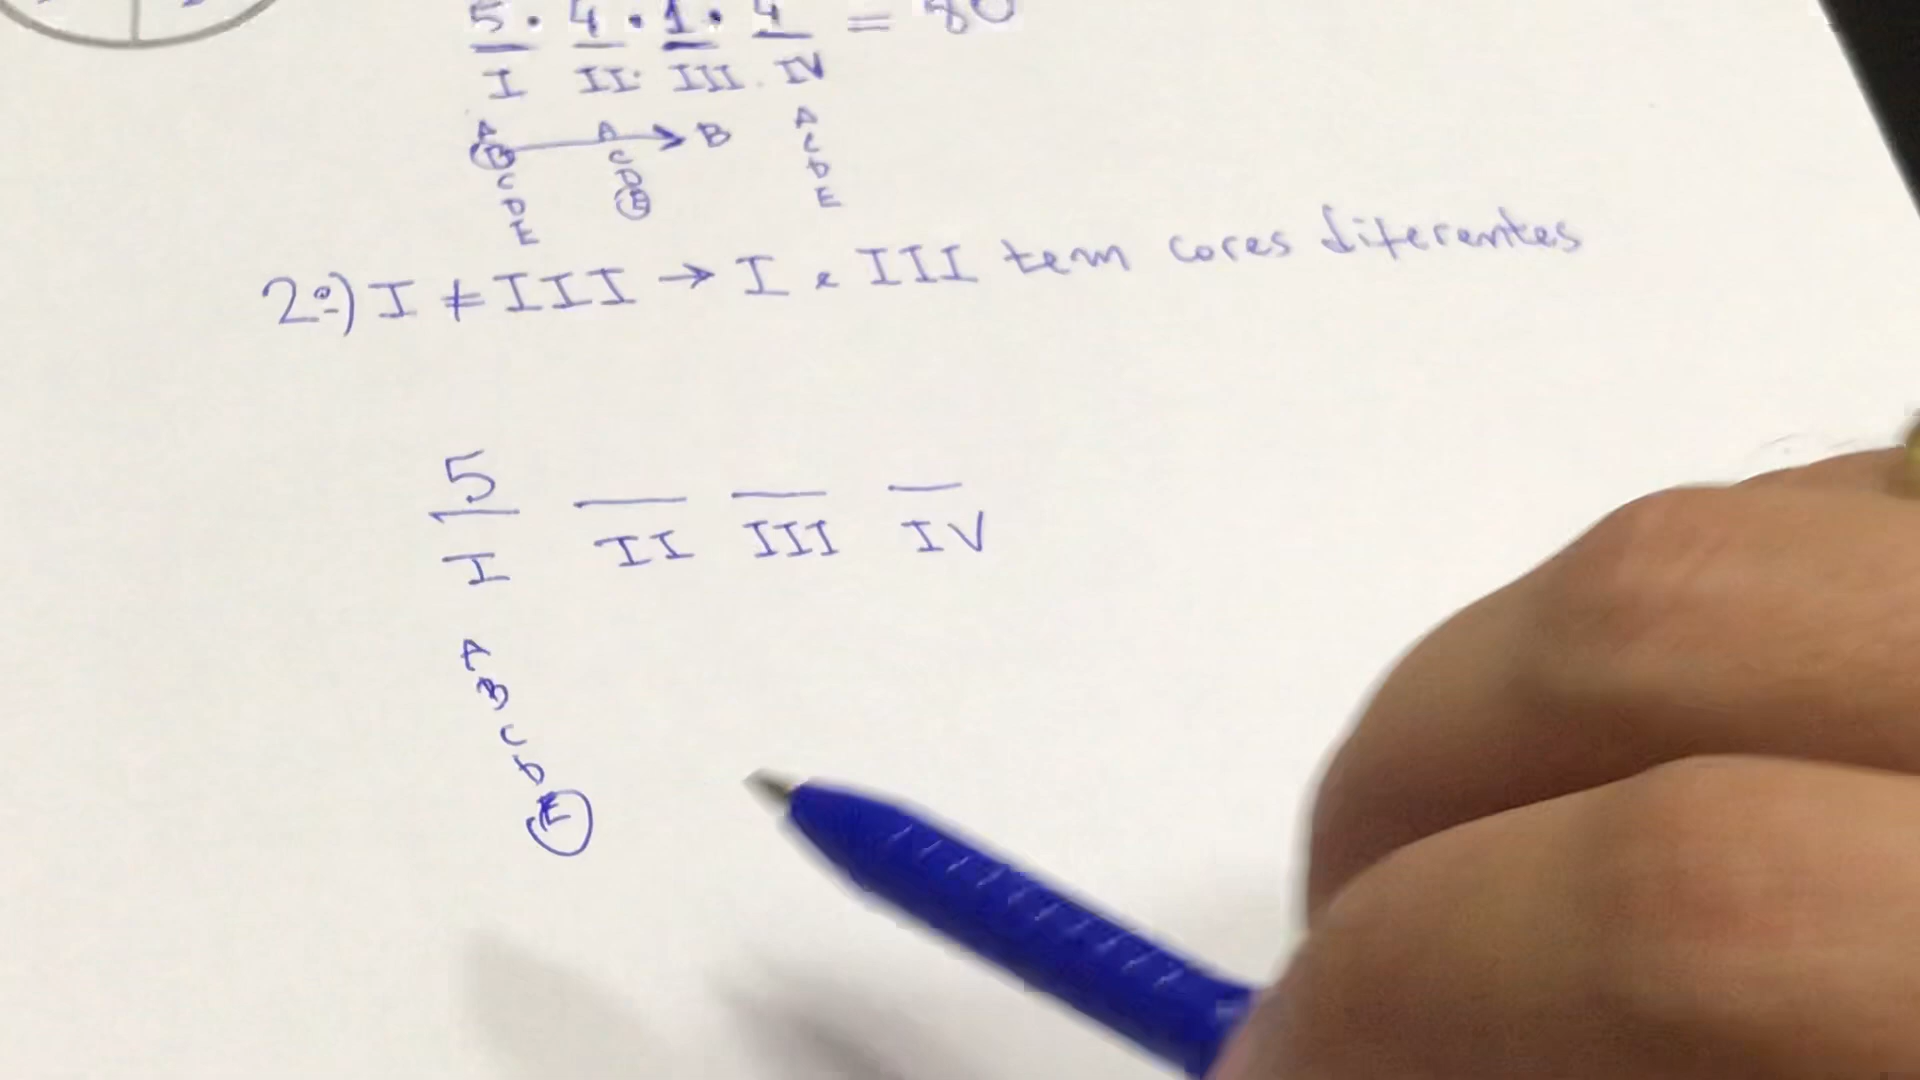 5 · 4 · 1 · 4 = 80
I II III IV
A A B A
B C C
C D D
D E E
E
2º) I ≠ III → I e III tem cores diferentes
5
I II III IV
A
B
C
D
E